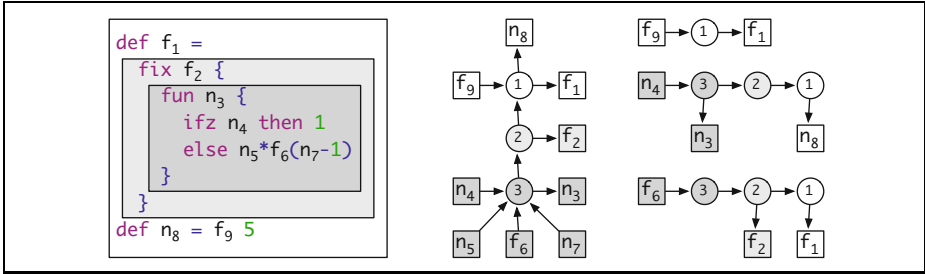 def f₁ =
fix f₂ {
fun n₃ {
ifz n₄ then 1
else n₅*f₆(n₇-1)
}
}
def n₈ = f₉ 5
n₈
f₉ 1 f₁
2 f₂
n₄ 3 n₃
n₅ f₆ n₇
f₉ 1 f₁
n₄ 3 2 1
n₃ n₈
f₆ 3 2 1
f₂ f₁